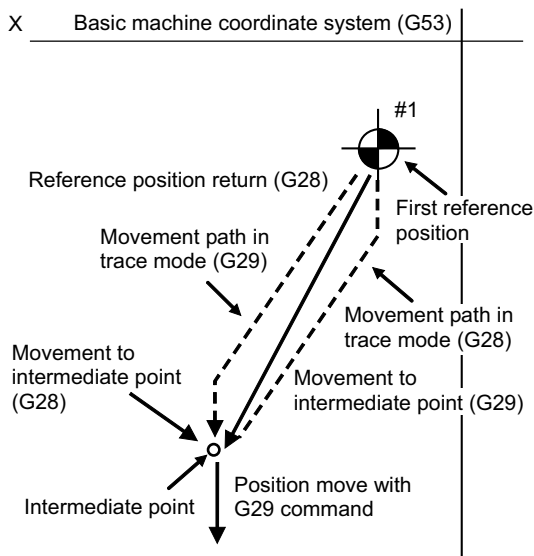 X
Basic machine coordinate system (G53)
#1
Reference position return (G28)
First reference
position
Movement path in
trace mode (G29)
Movement path in
trace mode (G28)
Movement to
intermediate point
(G28)
Movement to
intermediate point (G29)
Intermediate point
Position move with
G29 command